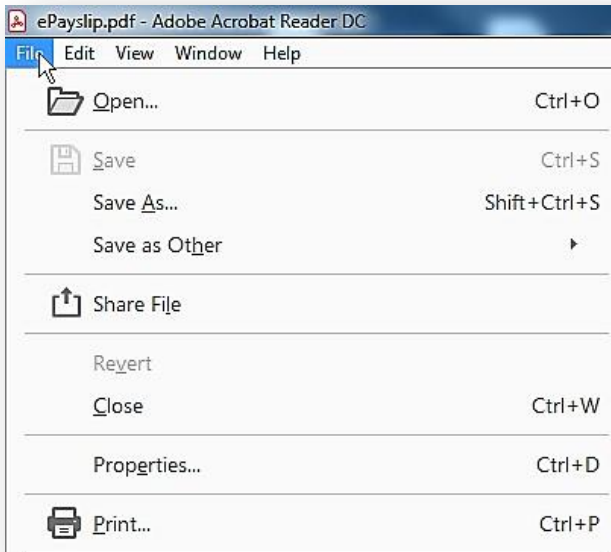 ePayslip.pdf - Adobe Acrobat Reader DC
File Edit View Window Help
Open... Ctrl+O
Save Ctrl+S
Save As... Shift+Ctrl+S
Save as Other
Share File
Revert
Close Ctrl+W
Properties... Ctrl+D
Print... Ctrl+P